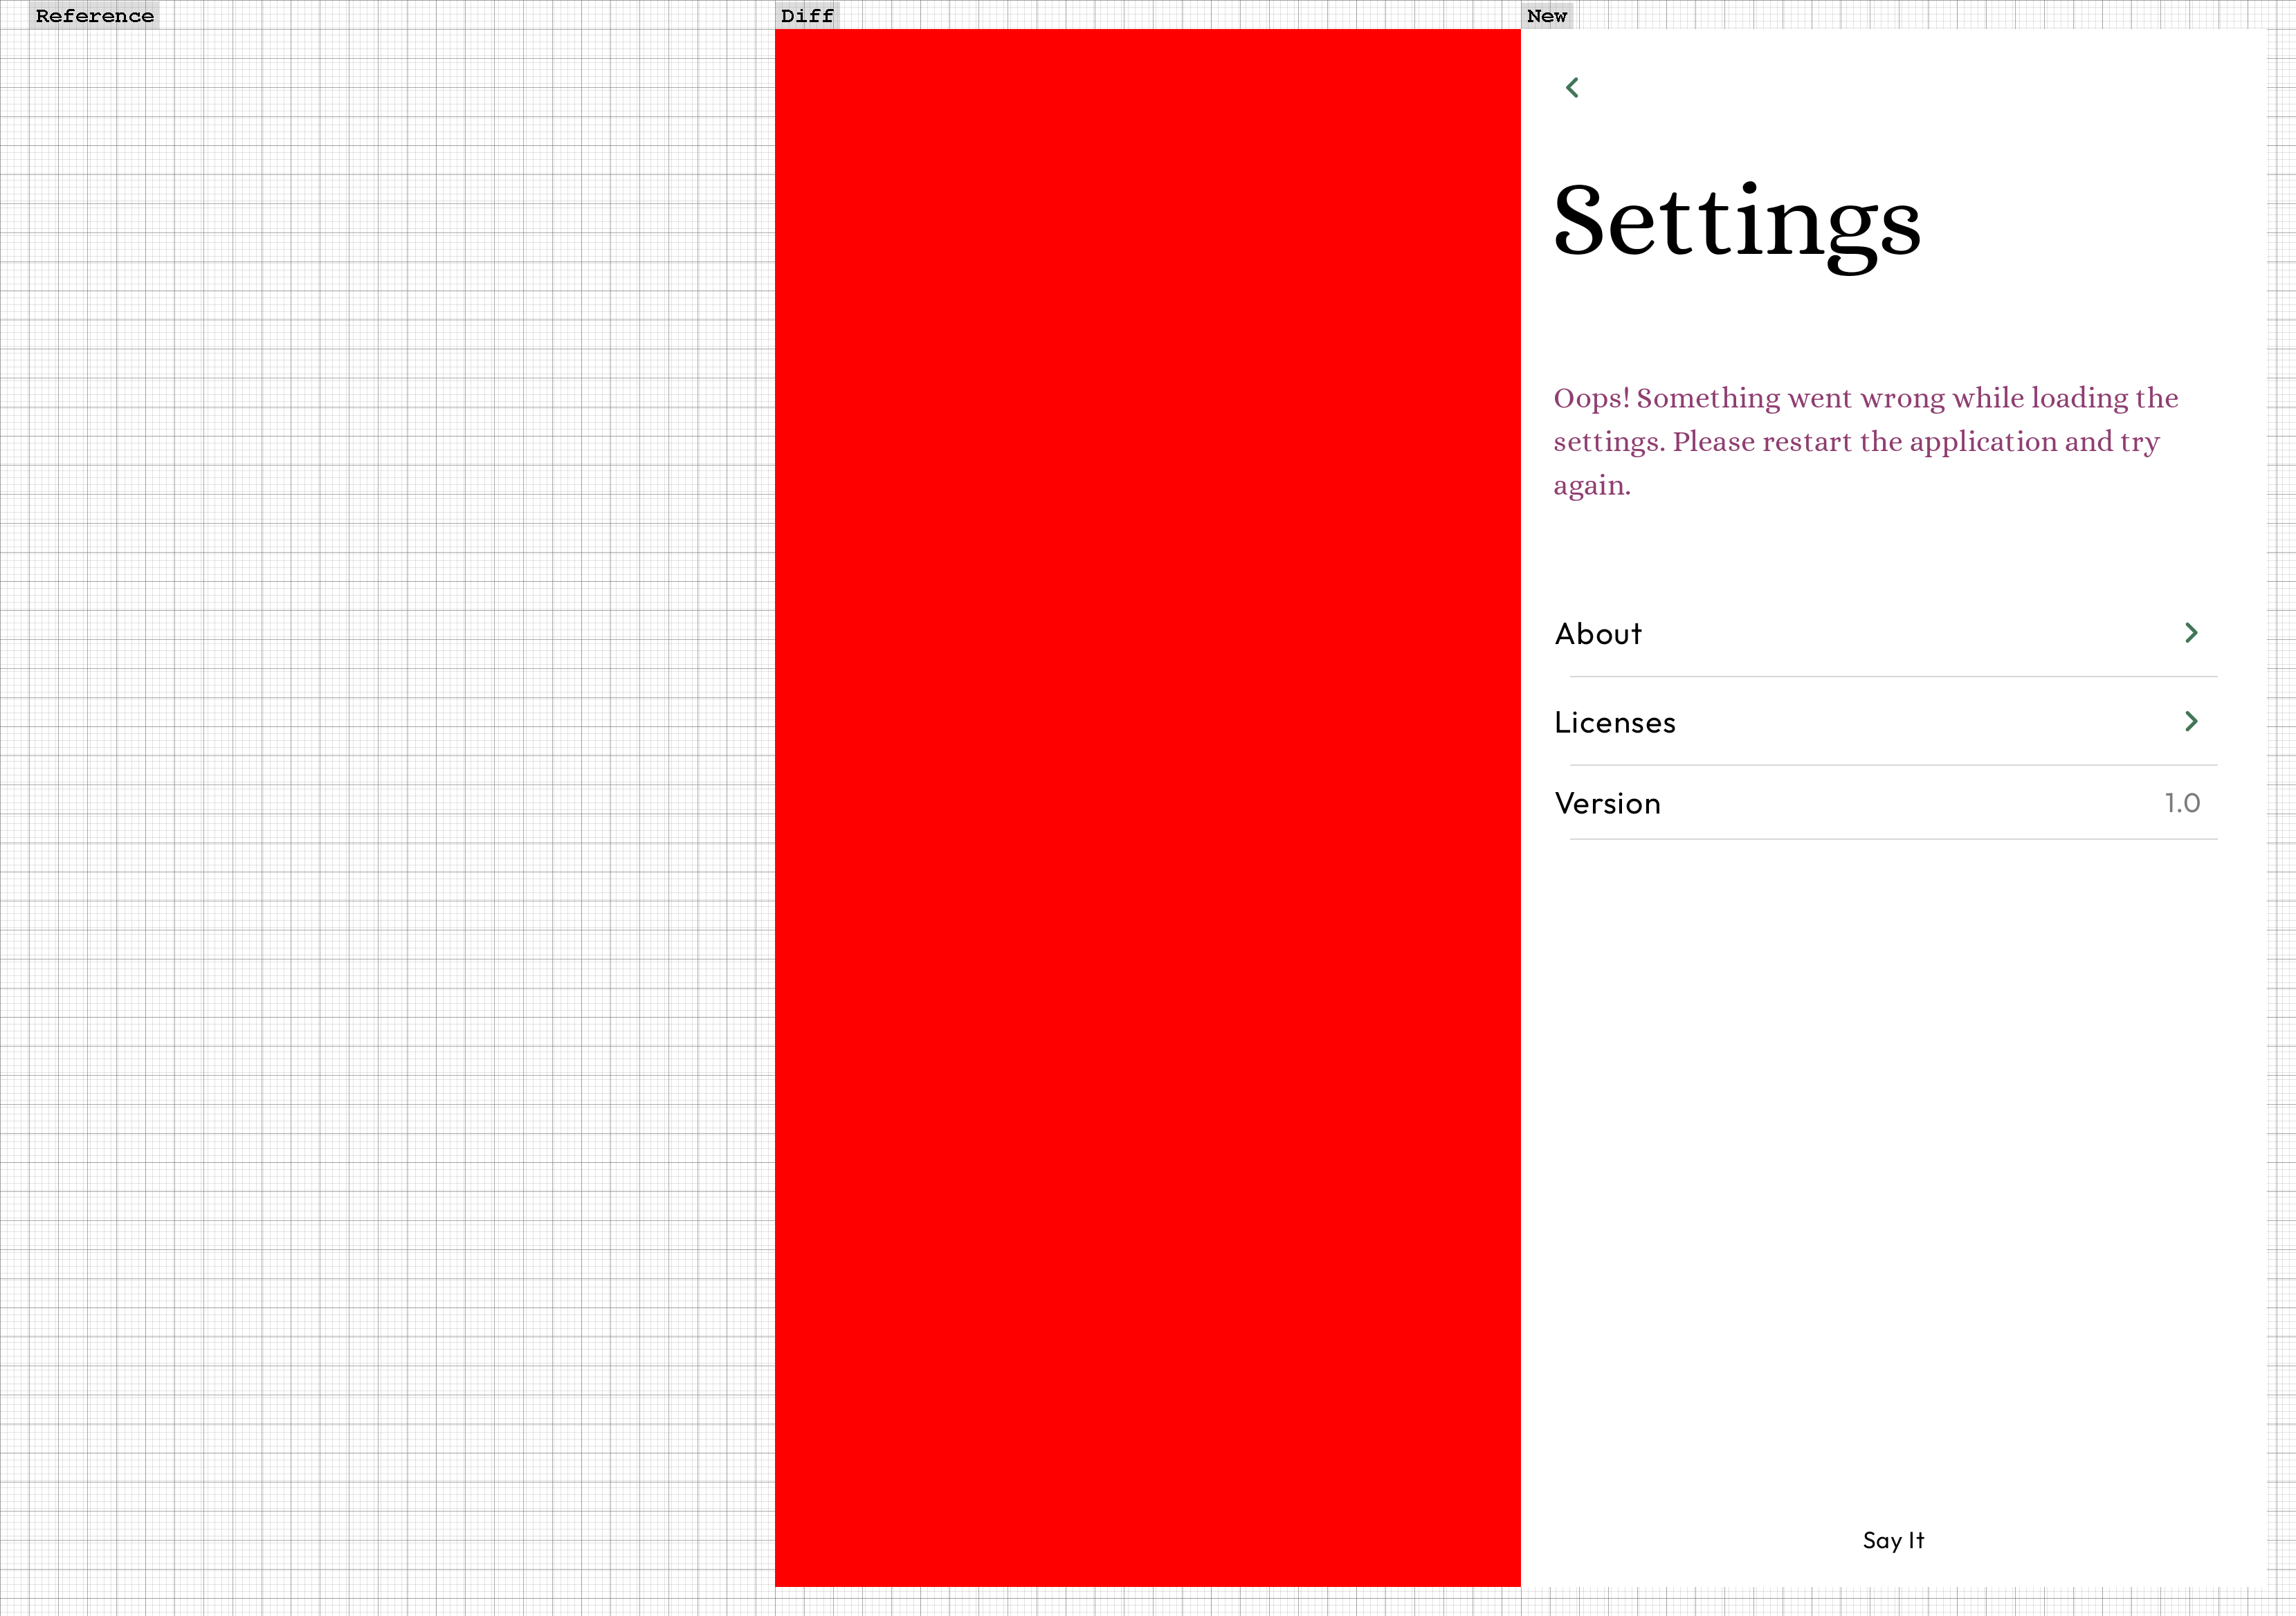 Reference
Diff
New
Settings
Oops! Something went wrong while loading the
settings. Please restart the application and try
again.
About
Licenses
Version 1.0
Say It